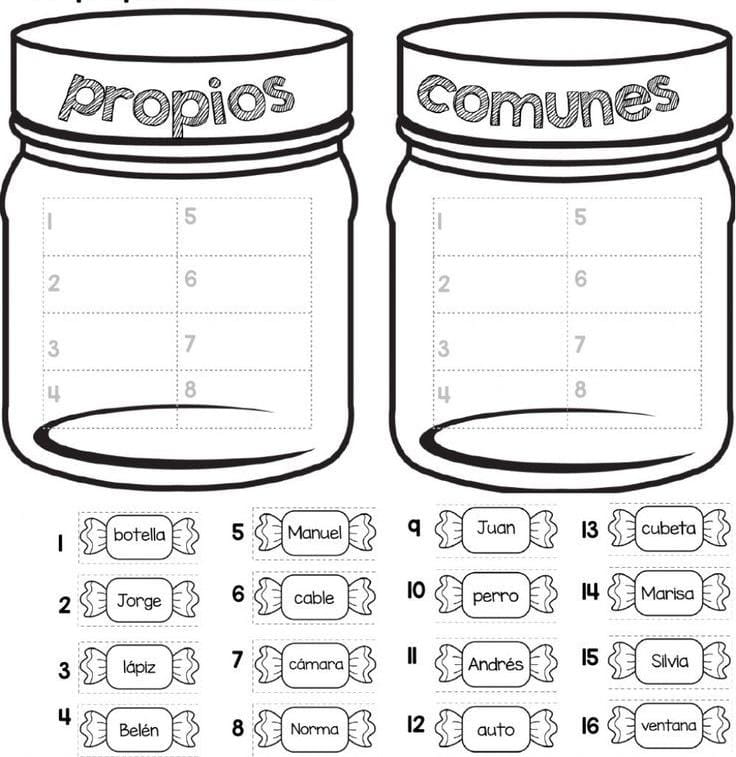 propios
comunes
1 5
2 6
3 7
4 8
1 5
2 6
3 7
4 8
1 botella 5 Manuel 9 Juan 13 cubeta
2 Jorge 6 cable 10 perro 14 Marisa
3 lápiz 7 cámara 11 Andrés 15 Silvia
4 Belén 8 Norma 12 auto 16 ventana